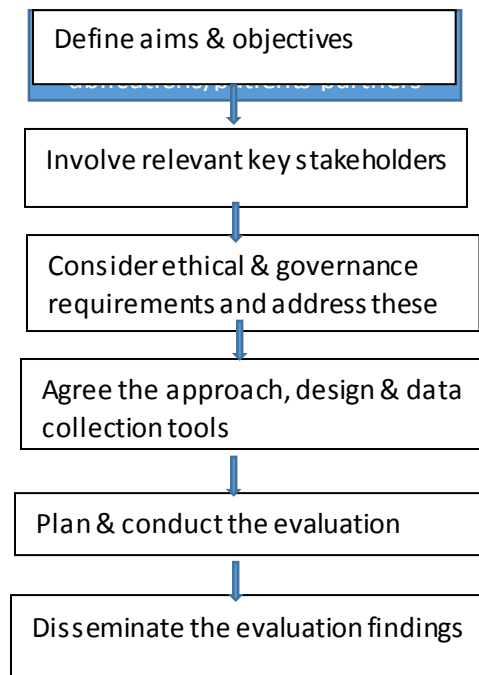 Define aims & objectives
Involve relevant key stakeholders
Consider ethical & governance
requirements and address these
Agree the approach, design & data
collection tools
Plan & conduct the evaluation
Disseminate the evaluation findings